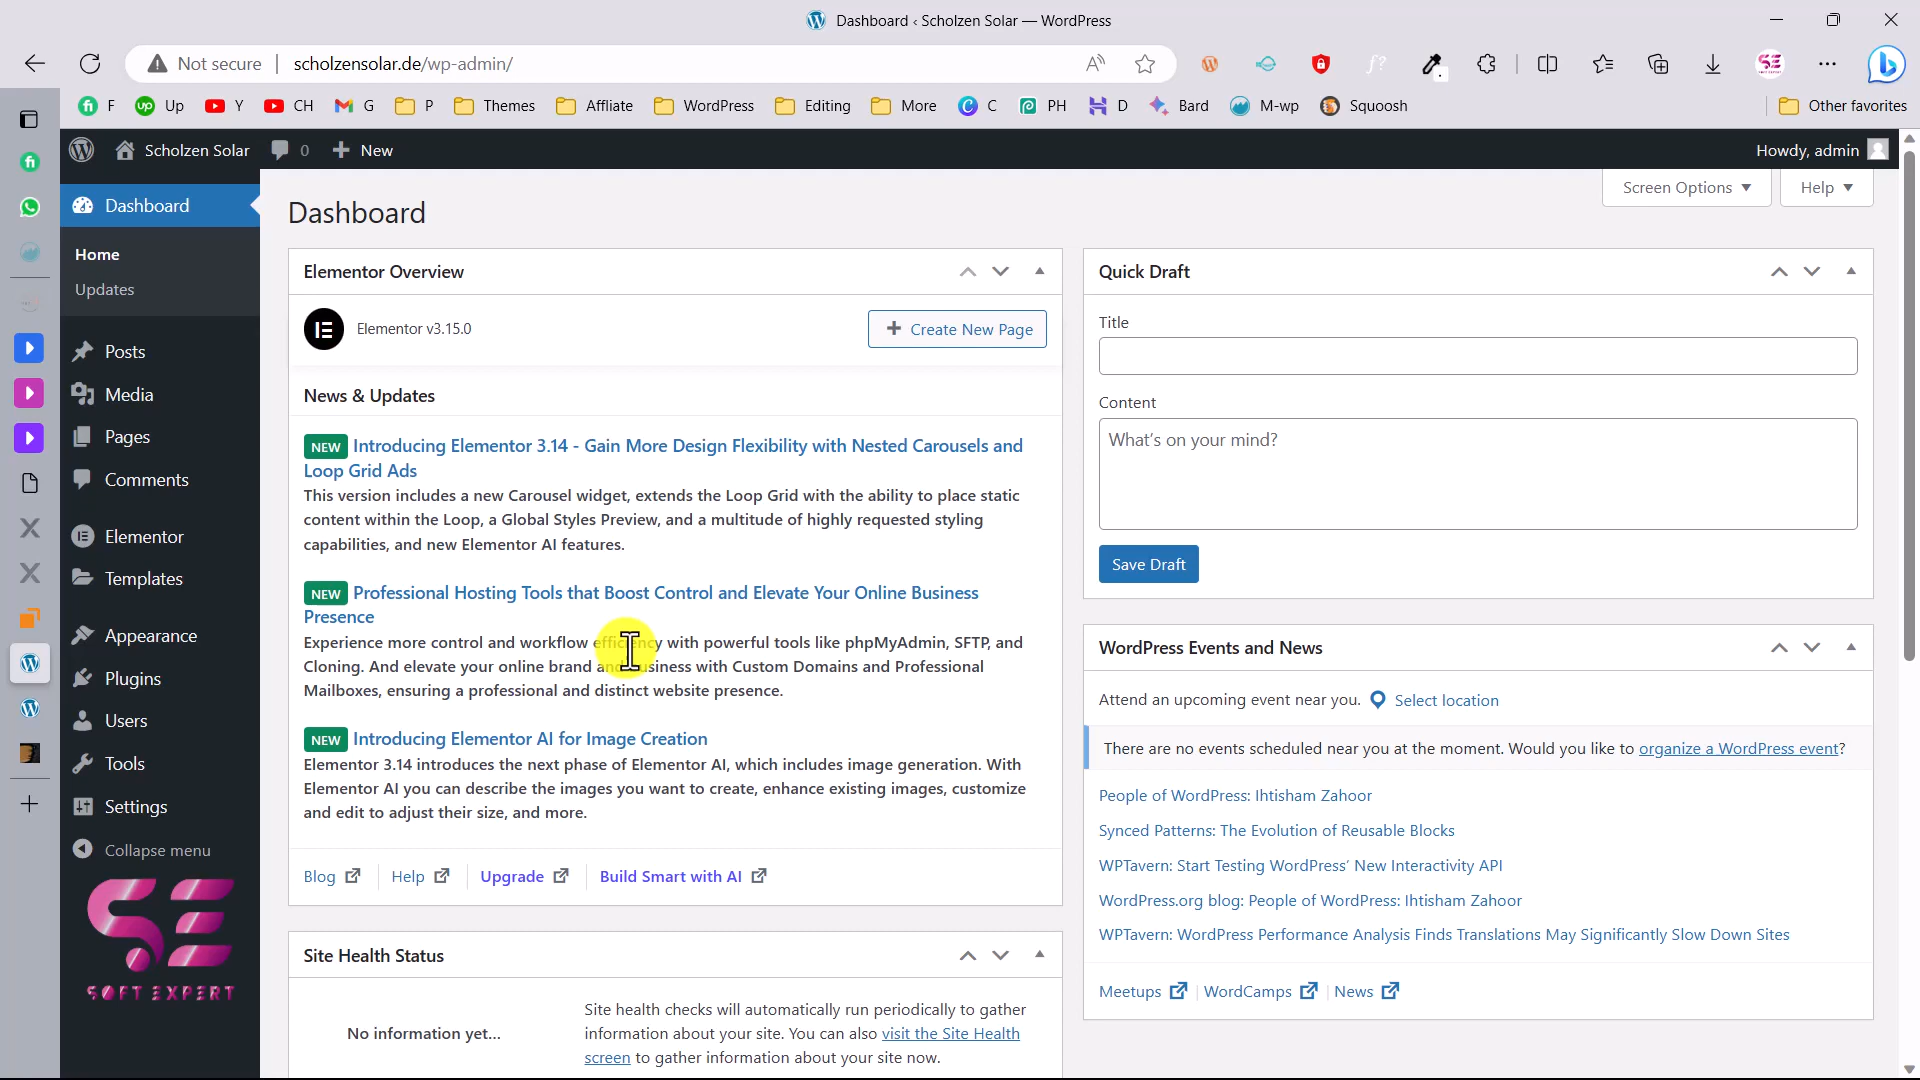 Dashboard ‹ Scholzen Solar — WordPress
Not secure scholzensolar.de/wp-admin/
F Up Y CH G P Themes Affliate WordPress Editing More C PH D Bard M-wp Squoosh Other favorites
Scholzen Solar 0 New Howdy, admin
Screen Options Help
Dashboard
Home
Updates
Posts
Media
Pages
Comments
Elementor
Templates
Appearance
Plugins
Users
Tools
Settings
Collapse menu
SE
SOFT EXPERT
Dashboard
Elementor Overview
Elementor v3.15.0
Create New Page
News & Updates
NEW Introducing Elementor 3.14 - Gain More Design Flexibility with Nested Carousels and
Loop Grid Ads
This version includes a new Carousel widget, extends the Loop Grid with the ability to place static
content within the Loop, a Global Styles Preview, and a multitude of highly requested styling
capabilities, and new Elementor AI features.
NEW Professional Hosting Tools that Boost Control and Elevate Your Online Business
Presence
Experience more control and workflow efficiency with powerful tools like phpMyAdmin, SFTP, and
Cloning. And elevate your online brand and business with Custom Domains and Professional
Mailboxes, ensuring a professional and distinct website presence.
NEW Introducing Elementor AI for Image Creation
Elementor 3.14 introduces the next phase of Elementor AI, which includes image generation. With
Elementor AI you can describe the images you want to create, enhance existing images, customize
and edit to adjust their size, and more.
Blog Help Upgrade Build Smart with AI
Site Health Status
No information yet...
Site health checks will automatically run periodically to gather
information about your site. You can also visit the Site Health
screen to gather information about your site now.
Quick Draft
Title
Content
What's on your mind?
Save Draft
WordPress Events and News
Attend an upcoming event near you. Select location
There are no events scheduled near you at the moment. Would you like to organize a WordPress event?
People of WordPress: Ihtisham Zahoor
Synced Patterns: The Evolution of Reusable Blocks
WPTavern: Start Testing WordPress' New Interactivity API
WordPress.org blog: People of WordPress: Ihtisham Zahoor
WPTavern: WordPress Performance Analysis Finds Translations May Significantly Slow Down Sites
Meetups WordCamps News